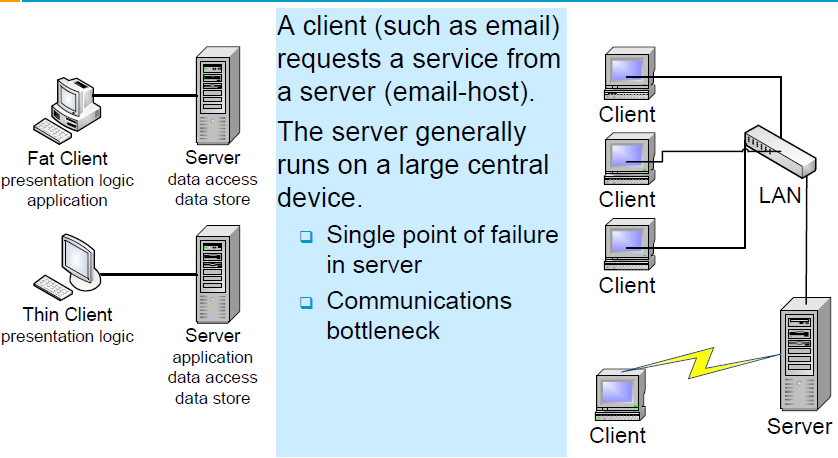 Fat Client
presentation logic
application
Server
data access
data store
Thin Client
presentation logic
Server
application
data access
data store
A client (such as email)
requests a service from
a server (email-host).
The server generally
runs on a large central
device.
Single point of failure
in server
Communications
bottleneck
Client
Client
LAN
Client
Client
Server